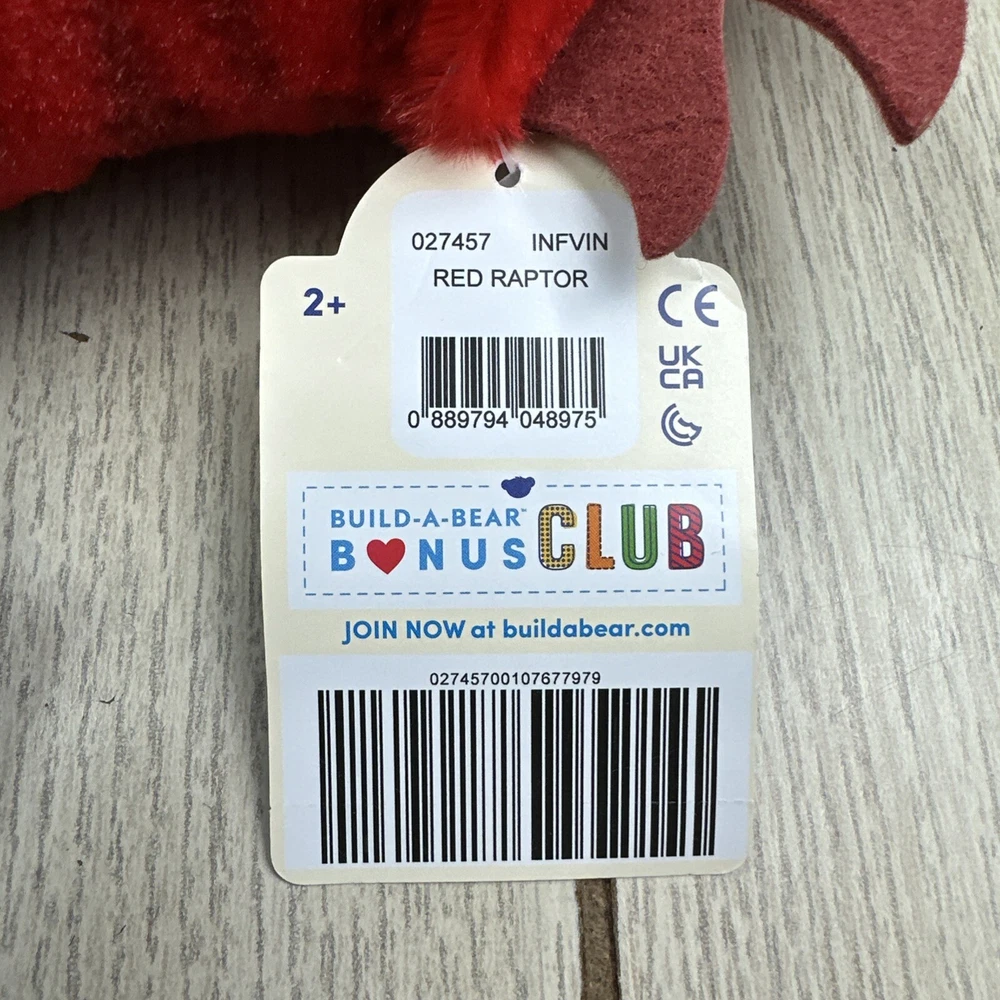 027457 INFVIN
RED RAPTOR
2+
CE
UK
CA
0 889794 048975
BUILD-A-BEAR™
BONUS CLUB
JOIN NOW at buildabear.com
02745700107677979